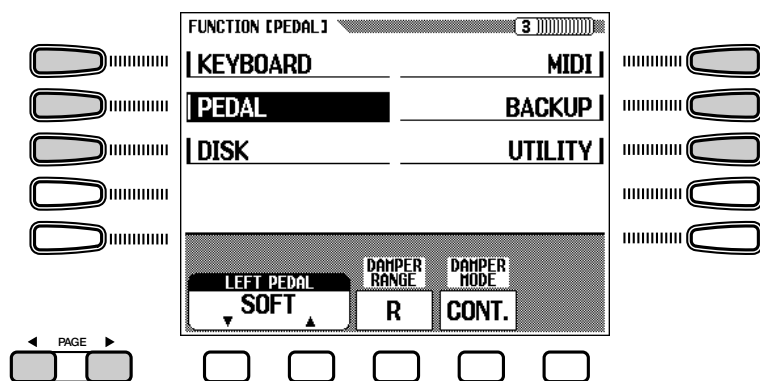 FUNCTION [PEDAL] 3
KEYBOARD MIDI
PEDAL BACKUP
DISK UTILITY
LEFT PEDAL DAMPER RANGE DAMPER MODE
SOFT R CONT.
PAGE